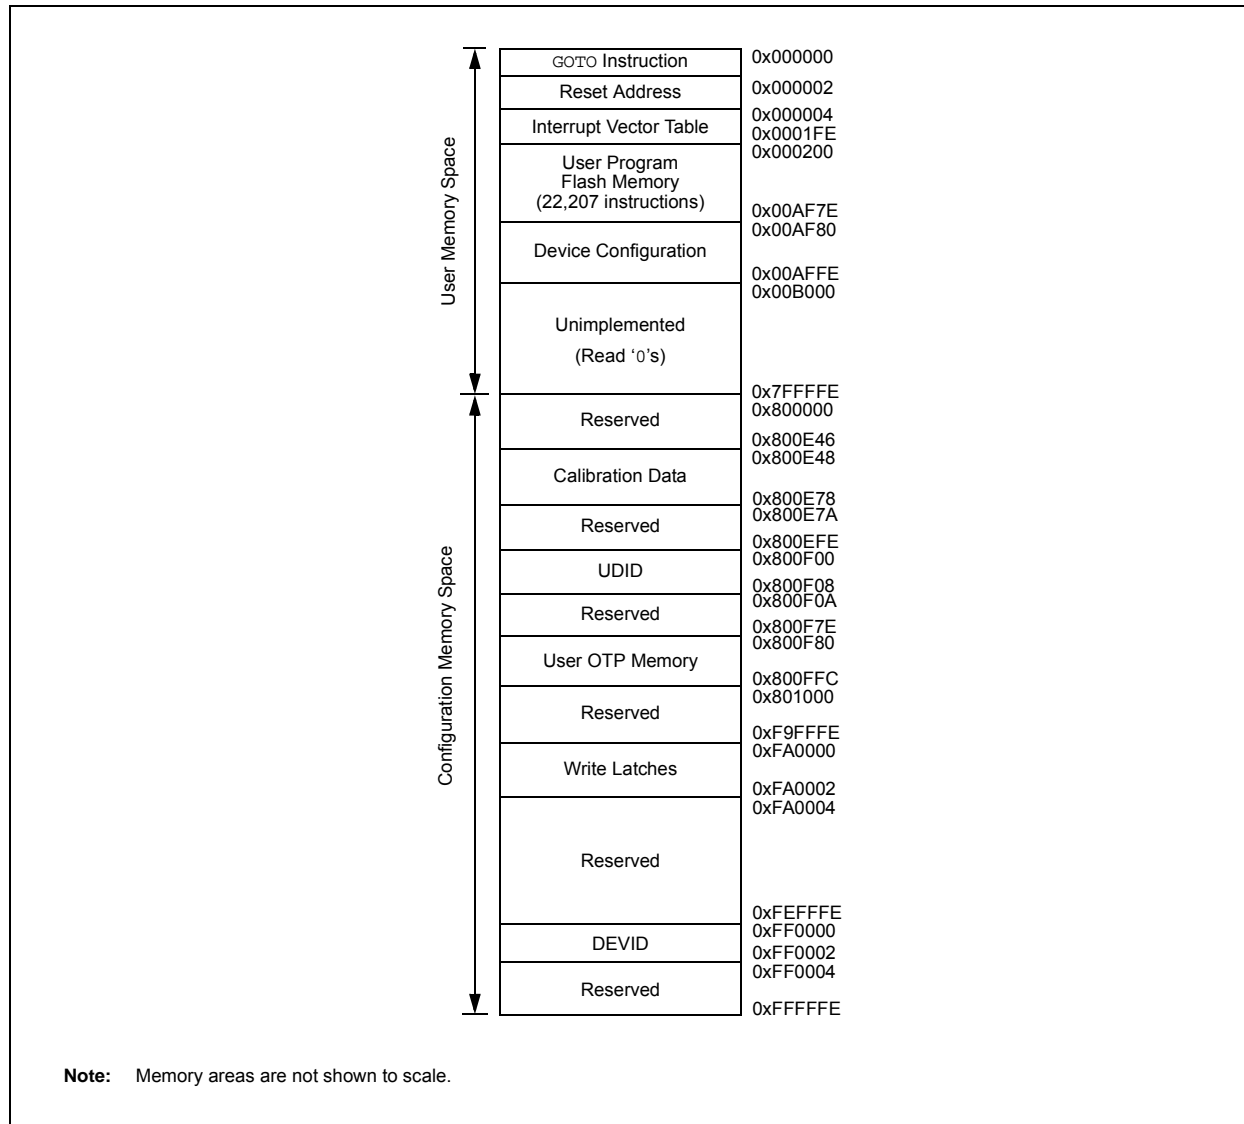 User Memory Space
GOTO Instruction
0x000000
Reset Address
0x000002
Interrupt Vector Table
0x000004
0x0001FE
User Program
Flash Memory
(22,207 instructions)
0x000200
0x00AF7E
Device Configuration
0x00AF80
0x00AFFE
Unimplemented
(Read ‘0’s)
0x00B000
0x7FFFFE
Configuration Memory Space
Reserved
0x800000
0x800E46
Calibration Data
0x800E48
0x800E78
Reserved
0x800E7A
0x800EFE
UDID
0x800F00
0x800F08
Reserved
0x800F0A
0x800F7E
User OTP Memory
0x800F80
0x800FFC
Reserved
0x801000
0xF9FFFE
Write Latches
0xFA0000
0xFA0002
Reserved
0xFA0004
0xFEFFFE
DEVID
0xFF0000
0xFF0002
Reserved
0xFF0004
0xFFFFFE
Note: Memory areas are not shown to scale.